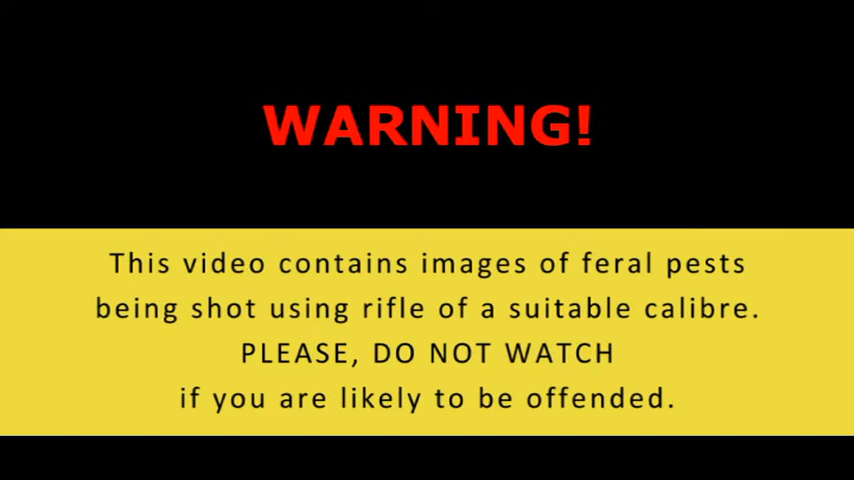 WARNING!
This video contains images of feral pests
being shot using rifle of a suitable calibre.
PLEASE, DO NOT WATCH
if you are likely to be offended.